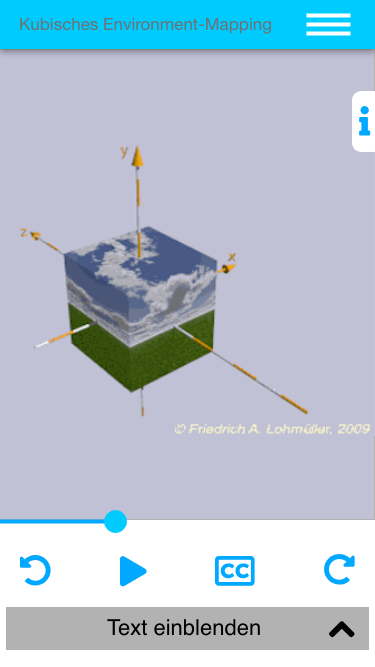 Kubisches Environment-Mapping
i
y
z
x
© Friedrich A. Lohmüller, 2009
CC
Text einblenden